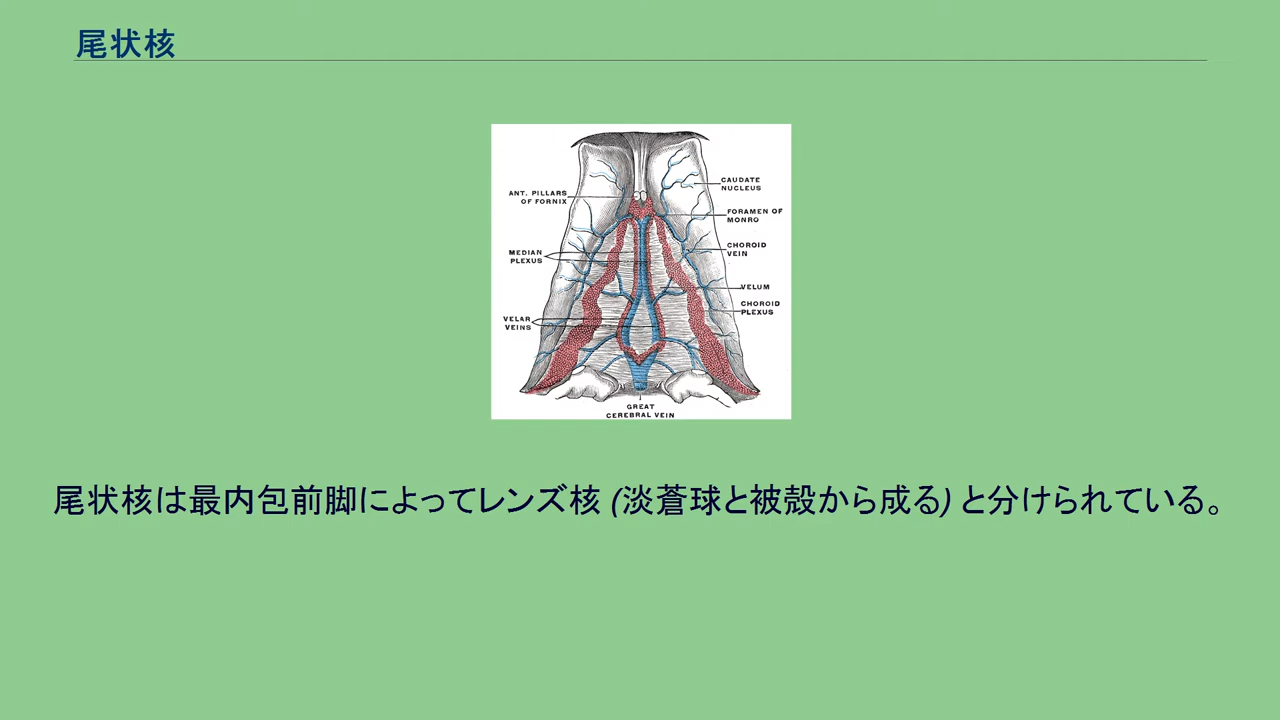 尾状核
ANT. PILLARS
OF FORNIX
CAUDATE
NUCLEUS
FORAMEN OF
MONRO
MEDIAN
PLEXUS
CHOROID
VEIN
VELUM
CHOROID
PLEXUS
VELAR
VEINS
GREAT
CEREBRAL VEIN
尾状核は最内包前脚によってレンズ核 (淡蒼球と被殻から成る) と分けられている。